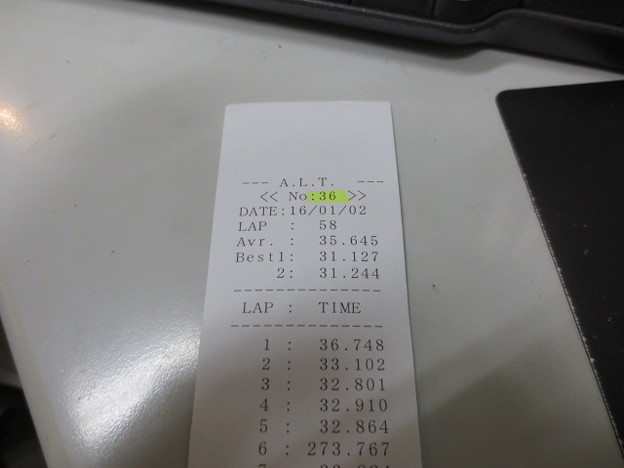 --- A.L.T. ---
<< No:36 >>
DATE:16/01/02
LAP : 58
Avr. : 35.645
Best1: 31.127
2: 31.244
---------------
LAP : TIME
---------------
1 : 36.748
2 : 33.102
3 : 32.801
4 : 32.910
5 : 32.864
6 : 273.767